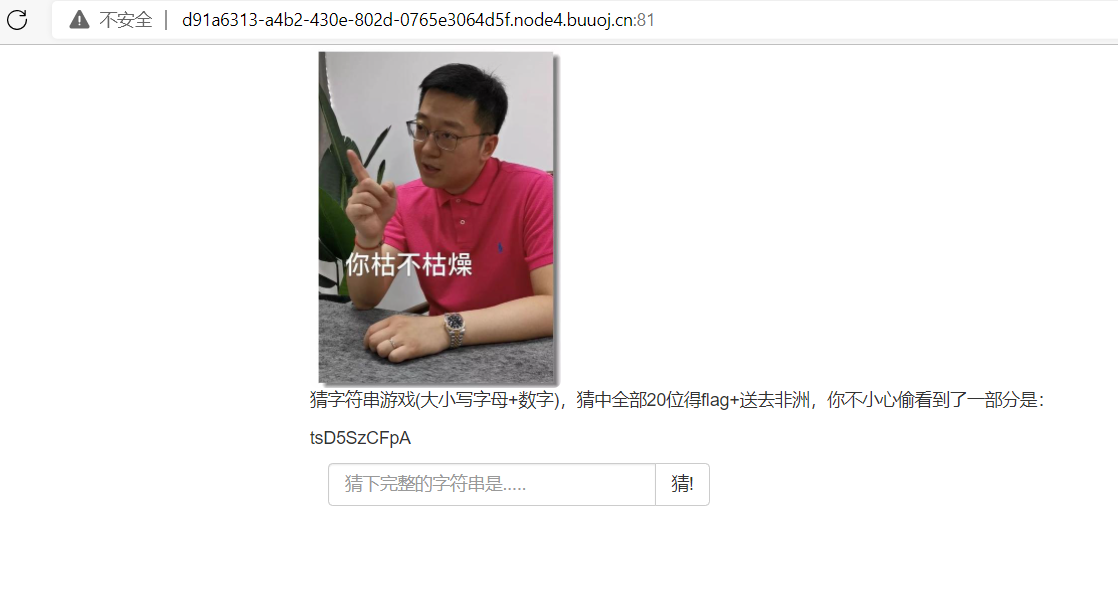 不安全 | d91a6313-a4b2-430e-802d-0765e3064d5f.node4.buuoj.cn:81
你枯不枯燥
猜字符串游戏(大小写字母+数字)，猜中全部20位得flag+送去非洲，你不小心偷看到了一部分是：
tsD5SzCFpA
猜下完整的字符串是..... 猜!